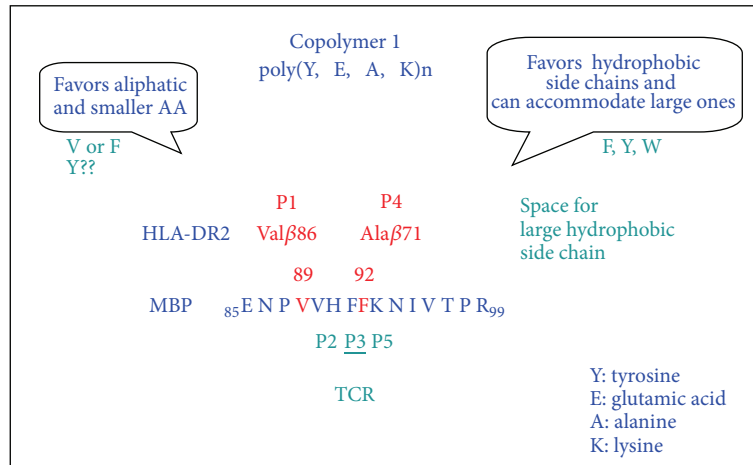 Copolymer 1
poly(Y, E, A, K)n
Favors aliphatic
and smaller AA
Favors hydrophobic
side chains and
can accommodate large ones
V or F
Y??
F, Y, W
P1 P4
HLA-DR2 Valβ86 Alaβ71
Space for
large hydrophobic
side chain
89 92
MBP 85E N P V V H F F K N I V T P R99
P2 P3 P5
TCR
Y: tyrosine
E: glutamic acid
A: alanine
K: lysine